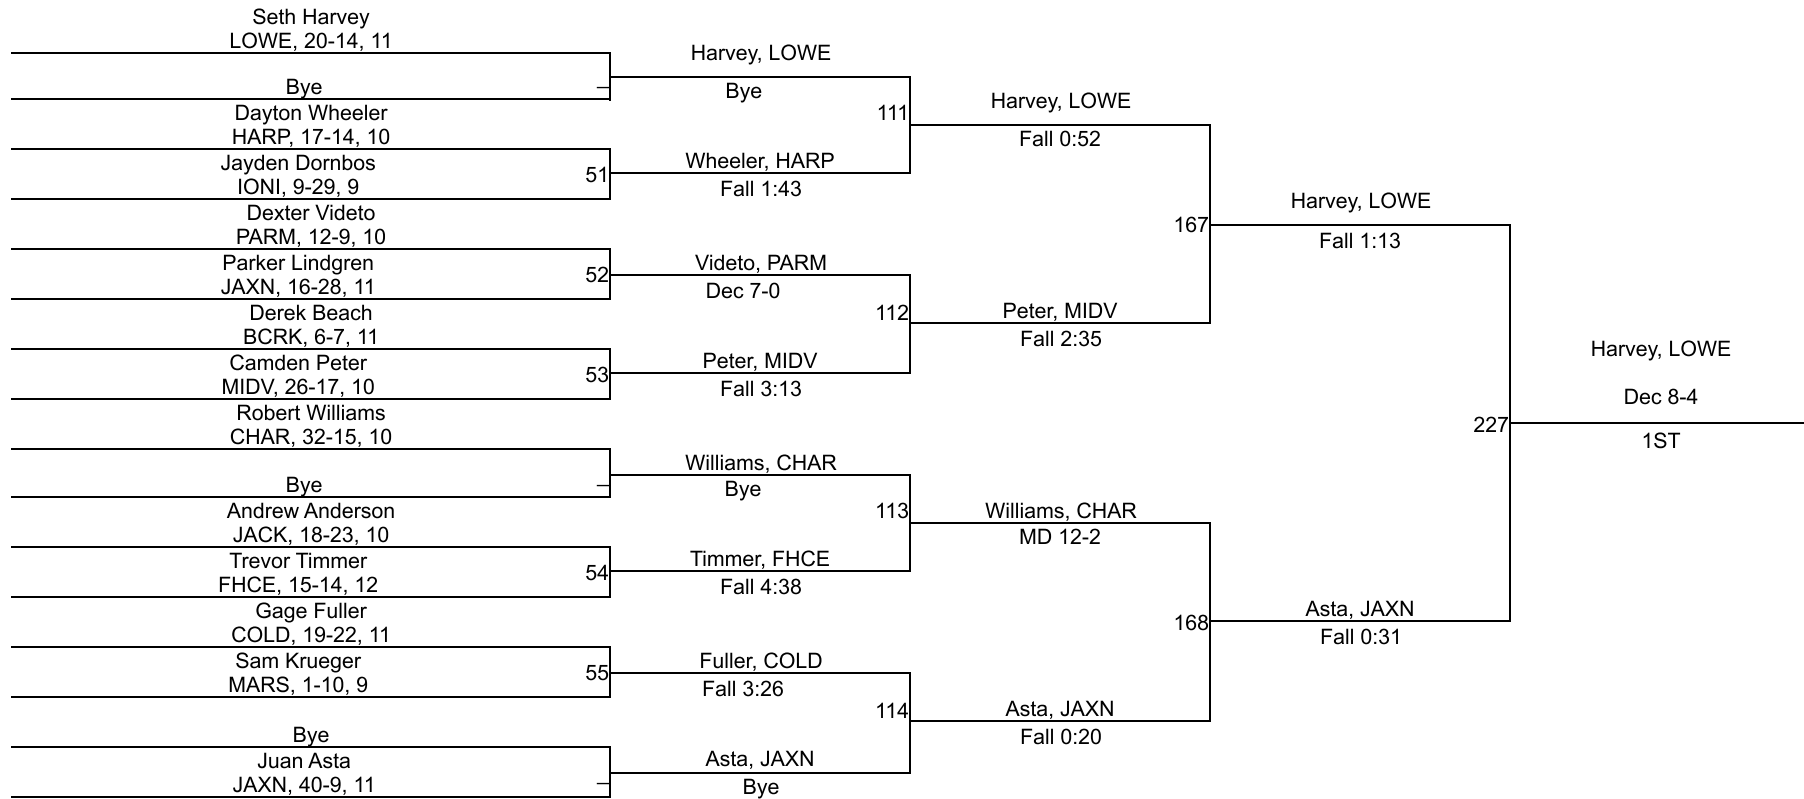 Seth Harvey
LOWE, 20-14, 11
Bye
Dayton Wheeler
HARP, 17-14, 10
Jayden Dornbos
IONI, 9-29, 9
51
Dexter Videto
PARM, 12-9, 10
Parker Lindgren
JAXN, 16-28, 11
52
Derek Beach
BCRK, 6-7, 11
Camden Peter
MIDV, 26-17, 10
53
Robert Williams
CHAR, 32-15, 10
Bye
Andrew Anderson
JACK, 18-23, 10
Trevor Timmer
FHCE, 15-14, 12
54
Gage Fuller
COLD, 19-22, 11
Sam Krueger
MARS, 1-10, 9
55
Bye
Juan Asta
JAXN, 40-9, 11
Harvey, LOWE
Bye
111
Wheeler, HARP
Fall 1:43
Videto, PARM
Dec 7-0
112
Peter, MIDV
Fall 3:13
Williams, CHAR
Bye
113
Timmer, FHCE
Fall 4:38
Fuller, COLD
Fall 3:26
114
Asta, JAXN
Bye
Harvey, LOWE
Fall 0:52
167
Peter, MIDV
Fall 2:35
Williams, CHAR
MD 12-2
168
Asta, JAXN
Fall 0:20
Harvey, LOWE
Fall 1:13
227
Asta, JAXN
Fall 0:31
Harvey, LOWE
Dec 8-4
1ST